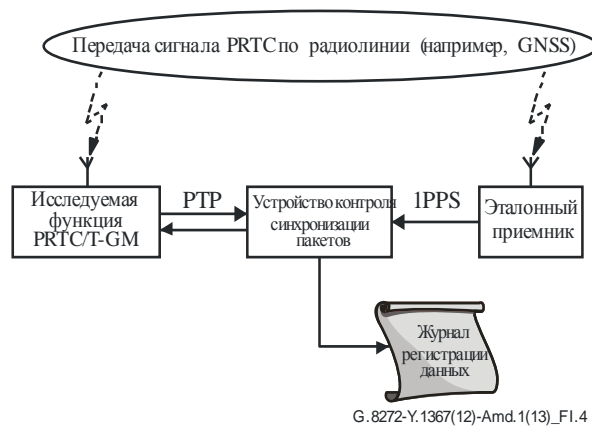 Передача сигнала PRTC по радиолинии (например, GNSS)
Исследуемая
функция
PRTC/T-GM
PTP
Устройство контроля
синхронизации
пакетов
1PPS
Эталонный
приемник
Журнал
регистрации
данных
G.8272-Y.1367(12)-Amd.1(13)_FI.4